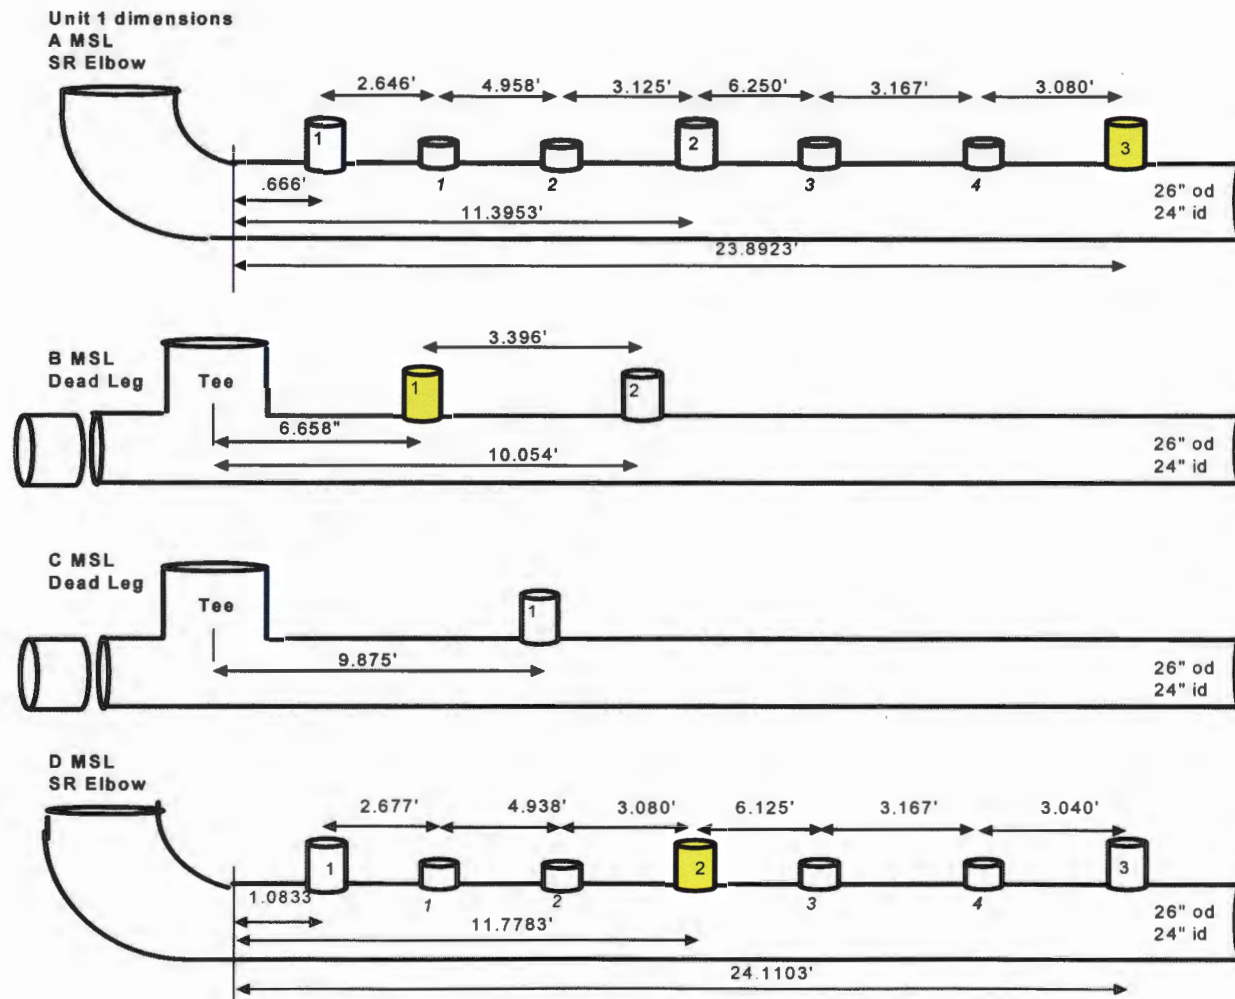 Unit 1 dimensions
A MSL
SR Elbow
2.646'
4.958'
3.125'
6.250'
3.167'
3.080'
1
2
3
1
2
3
4
.666'
11.3953'
23.8923'
26" od
24" id
B MSL
Dead Leg
Tee
3.396'
1
2
6.658"
10.054'
26" od
24" id
C MSL
Dead Leg
Tee
1
9.875'
26" od
24" id
D MSL
SR Elbow
2.677'
4.938'
3.080'
6.125'
3.167'
3.040'
1
2
3
1
2
3
4
1.0833
11.7783'
24.1103'
26" od
24" id